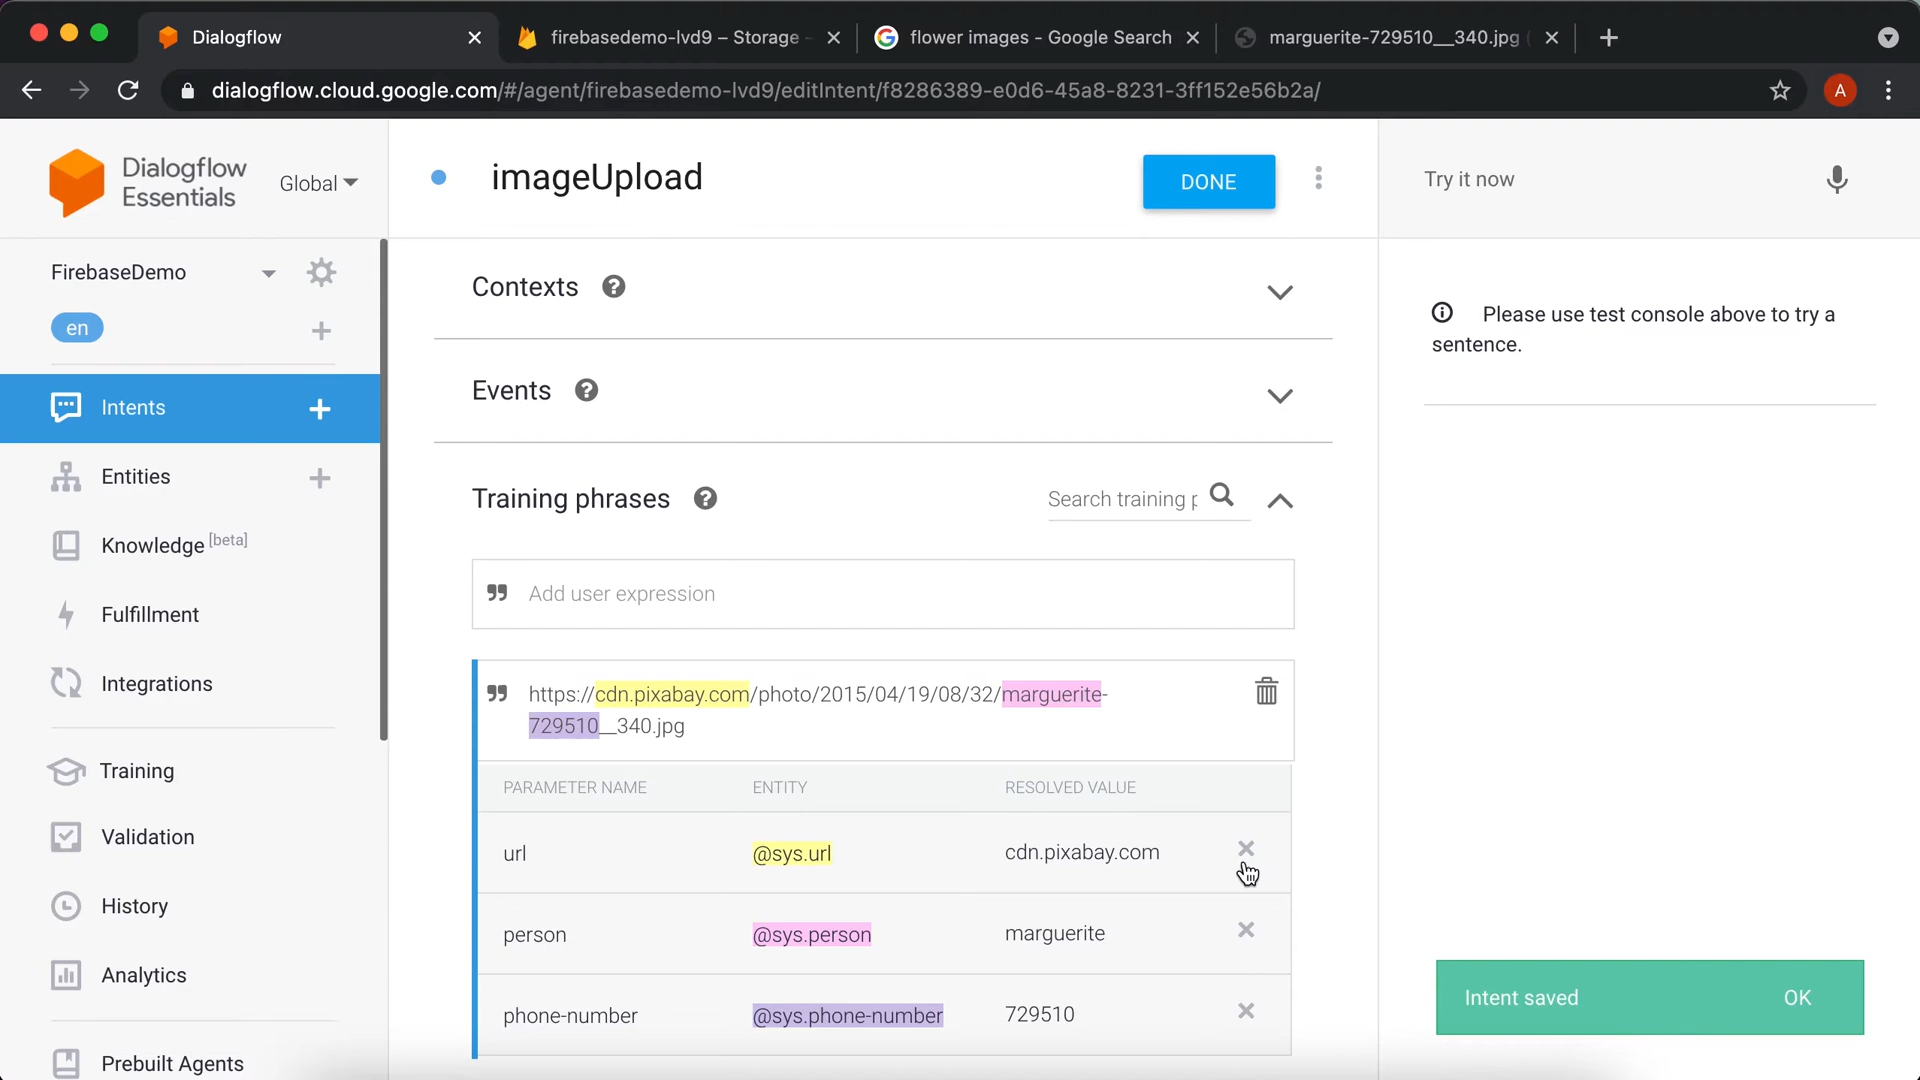 Dialogflow
firebasedemo-lvd9 – Storage -
flower images - Google Search
marguerite-729510__340.jpg (
dialogflow.cloud.google.com/#/agent/firebasedemo-lvd9/editIntent/f8286389-e0d6-45a8-8231-3ff152e56b2a/
A
Dialogflow
Essentials
Global
imageUpload
DONE
Try it now
FirebaseDemo
en
Intents
Entities
Knowledge [beta]
Fulfillment
Integrations
Training
Validation
History
Analytics
Prebuilt Agents
Contexts
Events
Training phrases
Search training p
Add user expression
https://cdn.pixabay.com/photo/2015/04/19/08/32/marguerite-
729510__340.jpg
PARAMETER NAME ENTITY RESOLVED VALUE
url @sys.url cdn.pixabay.com
person @sys.person marguerite
phone-number @sys.phone-number 729510
Please use test console above to try a
sentence.
Intent saved OK